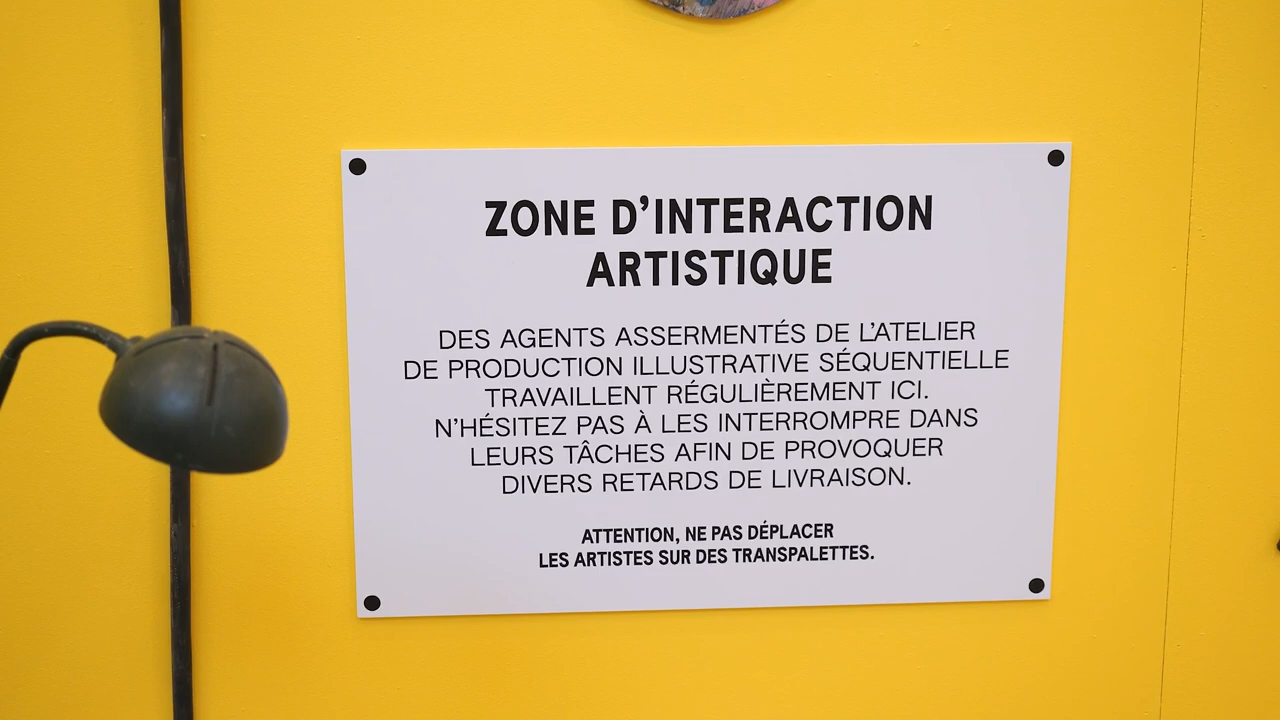 ZONE D’INTERACTION
ARTISTIQUE
DES AGENTS ASSERMENTÉS DE L’ATELIER
DE PRODUCTION ILLUSTRATIVE SÉQUENTIELLE
TRAVAILLENT RÉGULIÈREMENT ICI.
N’HÉSITEZ PAS À LES INTERROMPRE DANS
LEURS TÂCHES AFIN DE PROVOQUER
DIVERS RETARDS DE LIVRAISON.
ATTENTION, NE PAS DÉPLACER
LES ARTISTES SUR DES TRANSPALETTES.